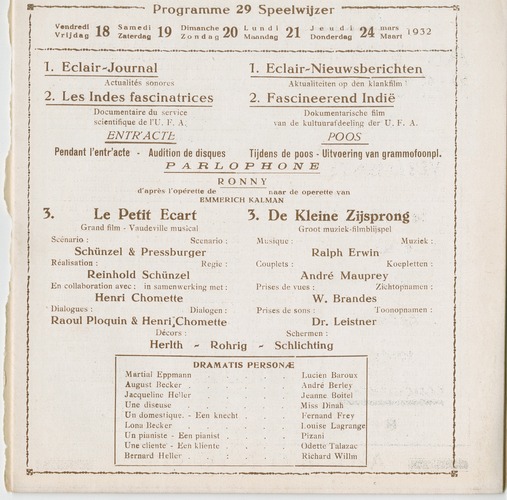 Programme 29 Speelwijzer
Vendredi Vrijdag 18 Samedi Zaterdag 19 Dimanche Zondag 20 Lundi Maandag 21 Jeudi Donderdag 24 mars Maart 1932
1. Eclair-Journal
Actualités sonores
2. Les Indes fascinatrices
Documentaire du service
scientifique de l'U. F. A.
ENTR'ACTE
Pendant l'entr'acte - Audition de disques
1. Eclair-Nieuwsberichten
Aktualiteiten op den klankfilm
2. Fascineerend Indië
Dokumentarische film
van de kultuurafdeeling der U. F. A.
POOS
Tijdens de poos - Uitvoering van grammofoonpl.
PARLOPHONE
RONNY
d'après l'opérette de naar de operette van
EMMERICH KALMAN
3. Le Petit Ecart
Grand film - Vaudeville musical
Scénario : Scenario :
Schünzel & Pressburger
Réalisation : Regie :
Reinhold Schünzel
En collaboration avec : in samenwerking met :
Henri Chomette
Dialogues : Dialogen :
Raoul Ploquin & Henri Chomette
3. De Kleine Zijsprong
Groot muziek-filmblijspel
Musique : Muziek :
Ralph Erwin
Couplets : Koepletten :
André Mauprey
Prises de vues : Zichtopnamen :
W. Brandes
Prises de sons : Toonopnamen :
Dr. Leistner
Décors : Schermen :
Herlth - Rohrig - Schlichting
DRAMATIS PERSONÆ
Martial Eppmann . . . . Lucien Baroux
August Becker . . . . André Berley
Jacqueline Heller . . . . Jeanne Boitel
Une diseuse . . . . Miss Dinah
Un domestique. - Een knecht . . . . Fernand Frey
Lona Becker . . . . Louise Lagrange
Un pianiste - Een pianist . . . . Pizani
Une cliente - Een kliente . . . . Odette Talazac
Bernard Heller . . . . Richard Willm